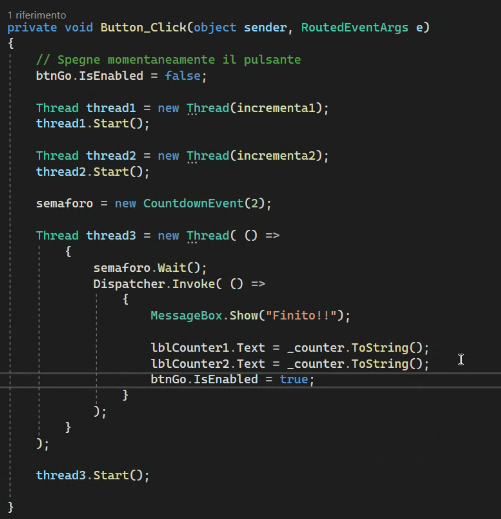 1 riferimento
private void Button_Click(object sender, RoutedEventArgs e)
{
// Spegne momentaneamente il pulsante
btnGo.IsEnabled = false;
Thread thread1 = new Thread(incrementa1);
thread1.Start();
Thread thread2 = new Thread(incrementa2);
thread2.Start();
semaforo = new CountdownEvent(2);
Thread thread3 = new Thread( () =>
{
semaforo.Wait();
Dispatcher.Invoke( () =>
{
MessageBox.Show("Finito!!");
lblCounter1.Text = _counter.ToString();
lblCounter2.Text = _counter.ToString();
btnGo.IsEnabled = true;
}
);
}
);
thread3.Start();
}